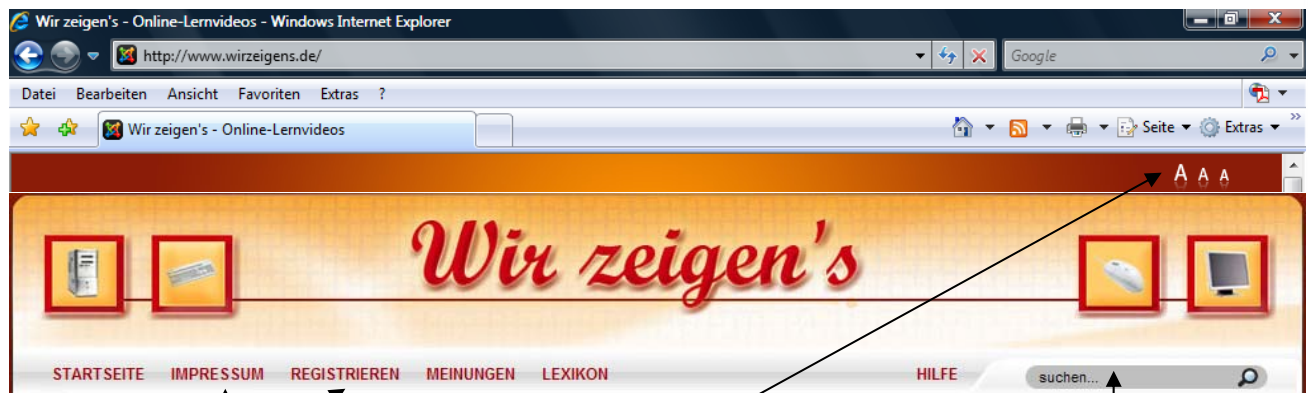 Wir zeigen's - Online-Lernvideos - Windows Internet Explorer
http://www.wirzeigens.de/ Google
Datei Bearbeiten Ansicht Favoriten Extras ?
Wir zeigen's - Online-Lernvideos Seite Extras »
A A A
Wir zeigen's
STARTSEITE IMPRESSUM REGISTRIEREN MEINUNGEN LEXIKON HILFE suchen...